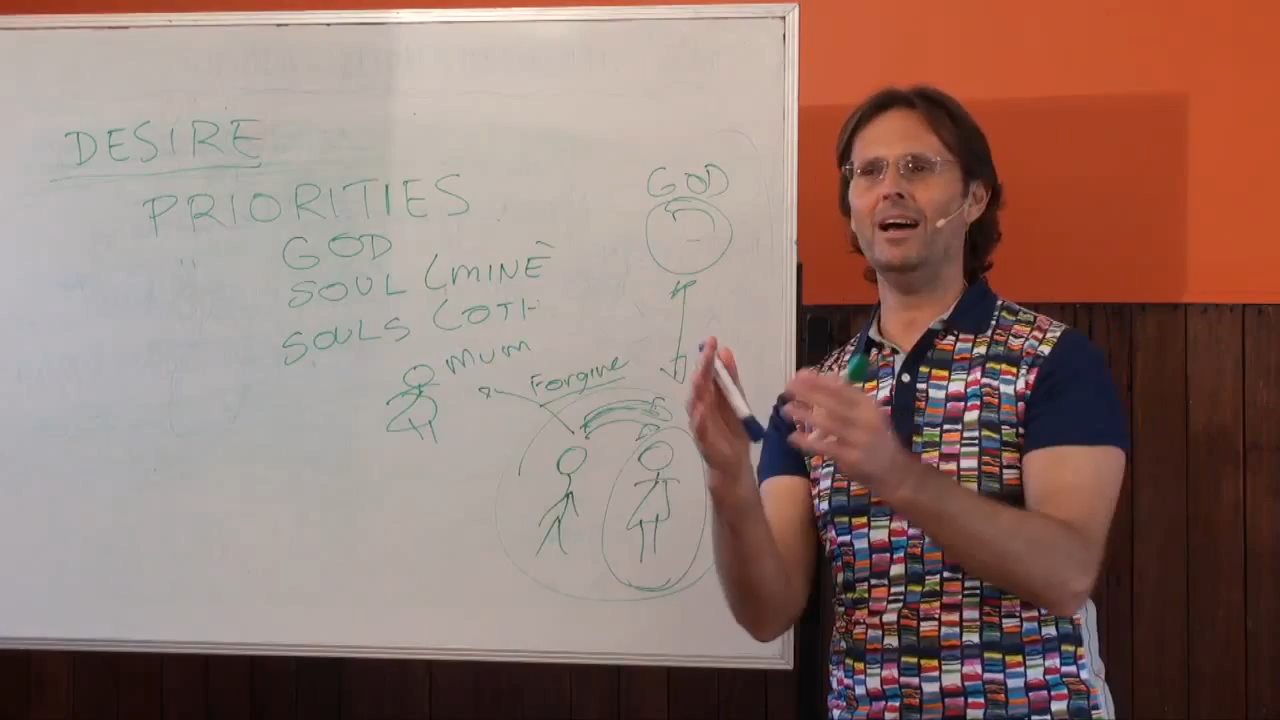 DESIRE
PRIORITIES
GOD
GOD
SOUL (MINE
SOULS (OTH
MUM
Forgive